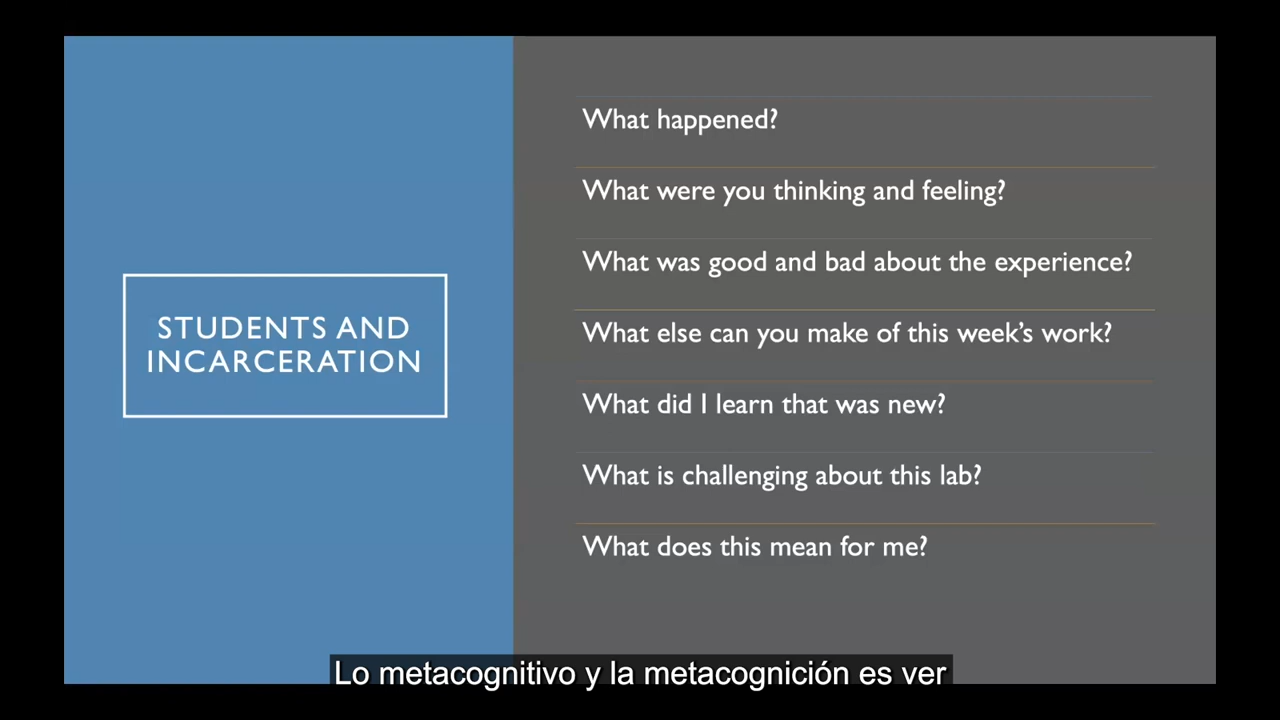 STUDENTS AND
INCARCERATION
What happened?
What were you thinking and feeling?
What was good and bad about the experience?
What else can you make of this week's work?
What did I learn that was new?
What is challenging about this lab?
What does this mean for me?
Lo metacognitivo y la metacognición es ver